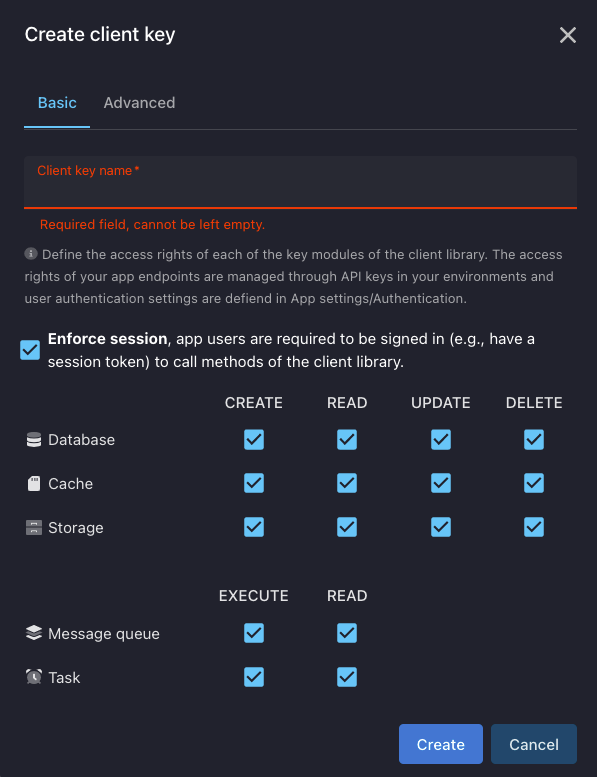 Create client key
Basic Advanced
Client key name*
Required field, cannot be left empty.
Define the access rights of each of the key modules of the client library. The access
rights of your app endpoints are managed through API keys in your environments and
user authentication settings are defiend in App settings/Authentication.
Enforce session, app users are required to be signed in (e.g., have a
session token) to call methods of the client library.
CREATE READ UPDATE DELETE
Database
Cache
Storage
EXECUTE READ
Message queue
Task
Create Cancel